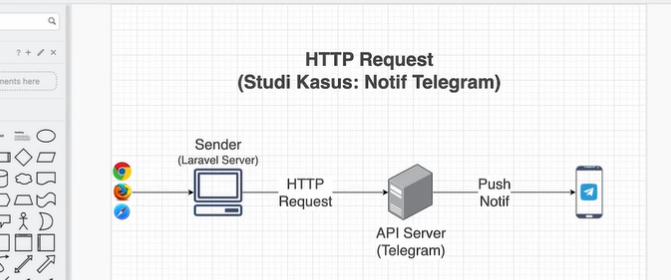 HTTP Request
(Studi Kasus: Notif Telegram)
ments here
Sender
(Laravel Server)
HTTP
Request
Push
Notif
API Server
(Telegram)